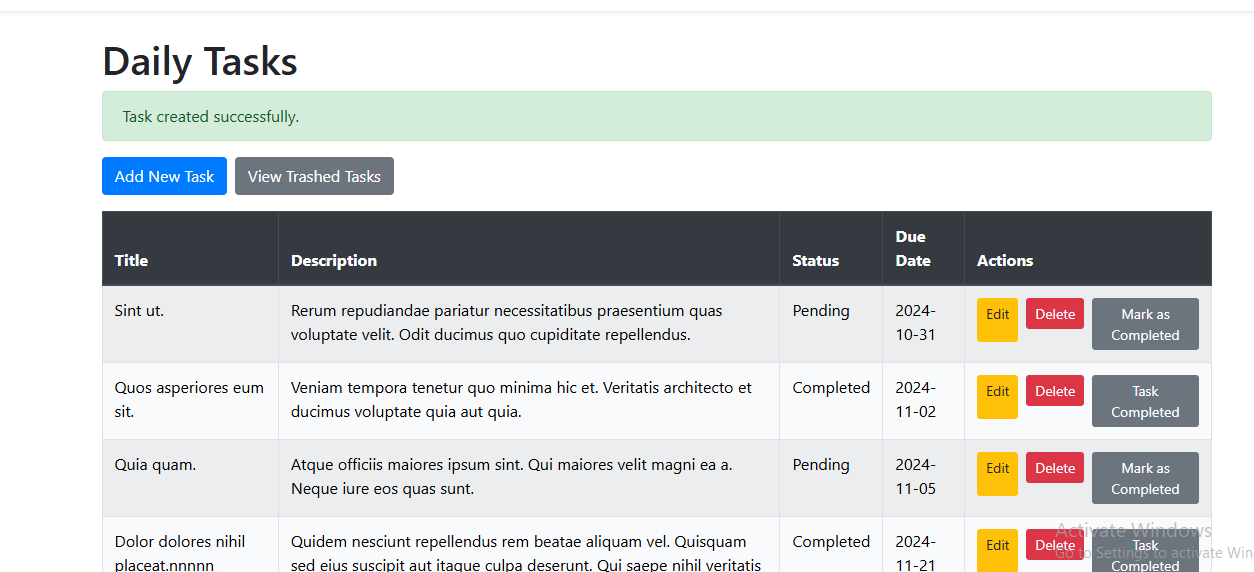 Daily Tasks
Task created successfully.
Add New Task View Trashed Tasks
Due
Title Description Status Date Actions
Sint ut. Rerum repudiandae pariatur necessitatibus praesentium quas Pending 2024- Edit Delete Mark as
voluptate velit. Odit ducimus quo cupiditate repellendus. 10-31 Completed
Quos asperiores eum Veniam tempora tenetur quo minima hic et. Veritatis architecto et Completed 2024- Edit Delete Task
sit. ducimus voluptate quia aut quia. 11-02 Completed
Quia quam. Atque officiis maiores ipsum sint. Qui maiores velit magni ea a. Pending 2024- Edit Delete Mark as
Neque iure eos quas sunt. 11-05 Completed
Activate Windows
Dolor dolores nihil Quidem nesciunt repellendus rem beatae aliquam vel. Quisquam Completed 2024- Edit Delete Task
Go to Settings to activate Win
placeat.nnnnn sed eius suscipit aut itaque culpa deserunt. Qui saepe nihil veritatis 11-21 Completed